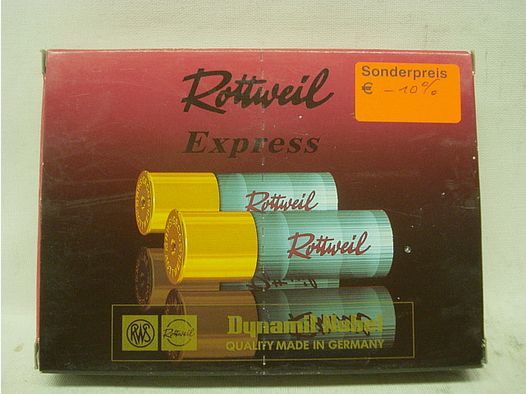 Rottweil
Express
Sonderpreis
€ -10%
Rottweil
Rottweil
RWS
Rottweil
Dynamit Nobel
QUALITY MADE IN GERMANY